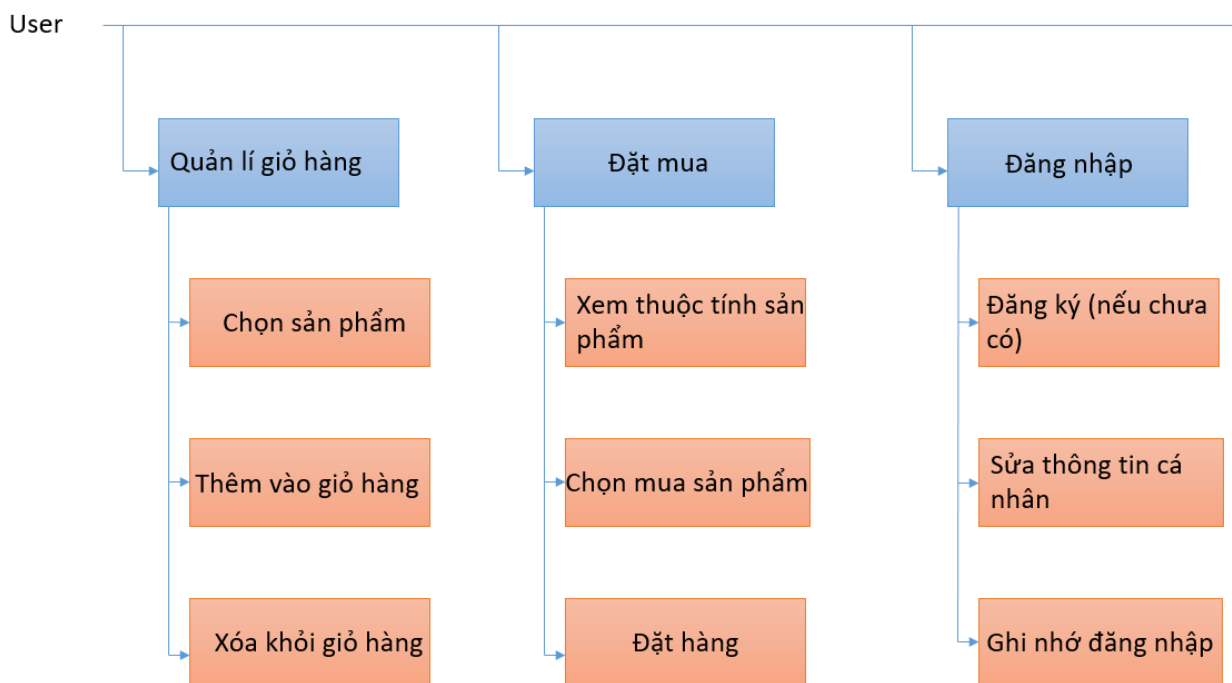 User
Quản lí giỏ hàng
Đặt mua
Đăng nhập
Chọn sản phẩm
Xem thuộc tính sản
phẩm
Đăng ký (nếu chưa
có)
Thêm vào giỏ hàng
Chọn mua sản phẩm
Sửa thông tin cá
nhân
Xóa khỏi giỏ hàng
Đặt hàng
Ghi nhớ đăng nhập